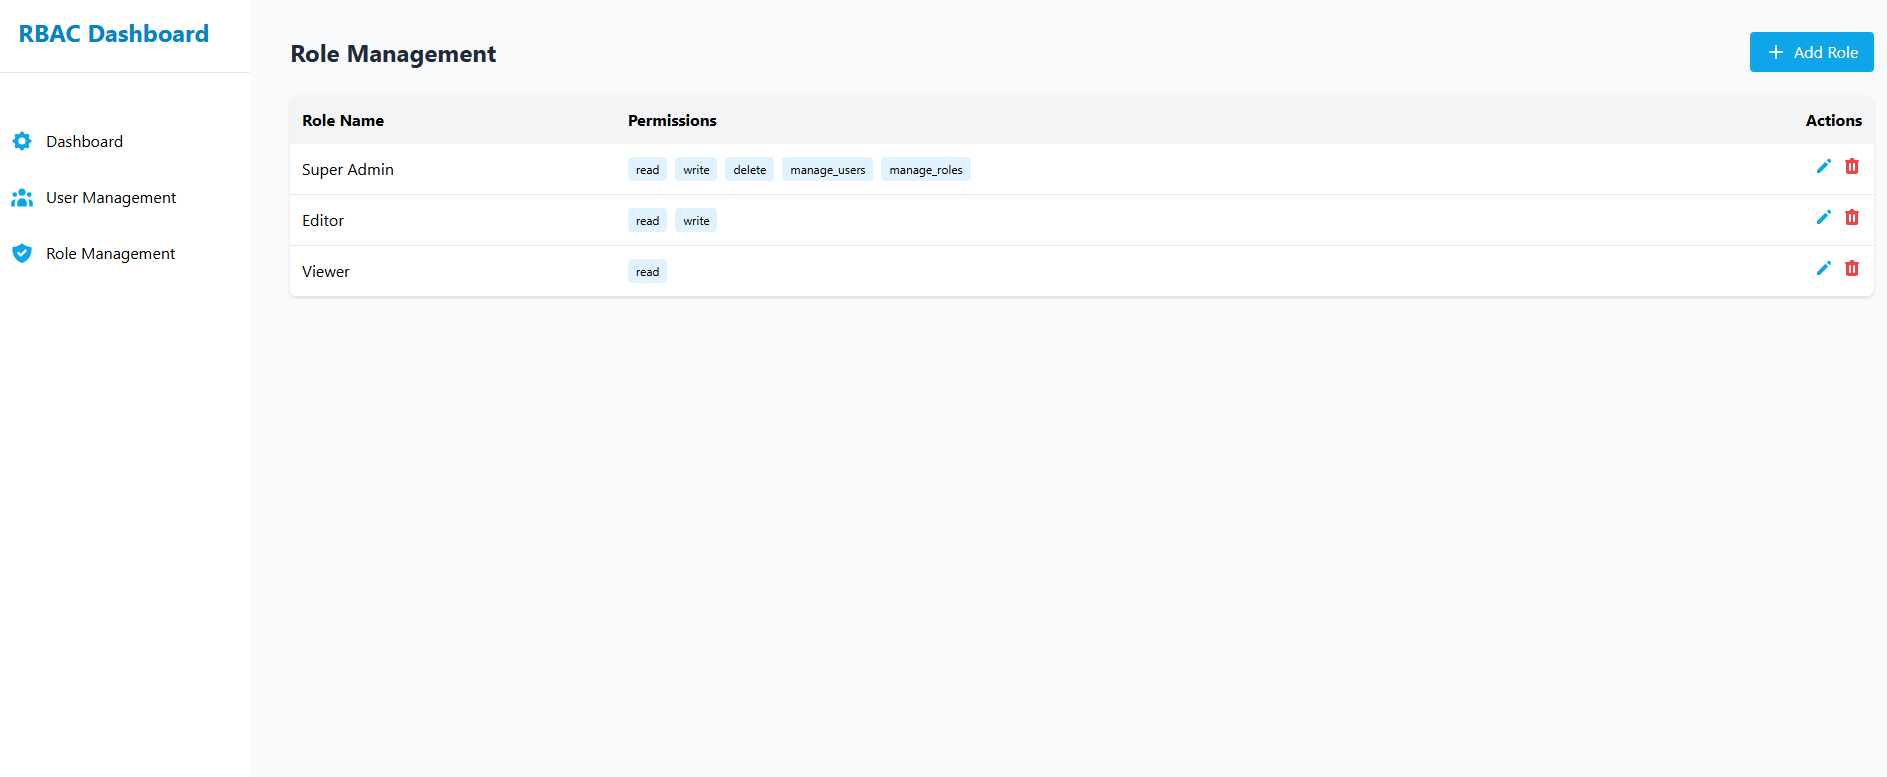 RBAC Dashboard
Dashboard
User Management
Role Management
Role Management
Add Role
Role Name Permissions Actions
Super Admin read write delete manage_users manage_roles
Editor read write
Viewer read